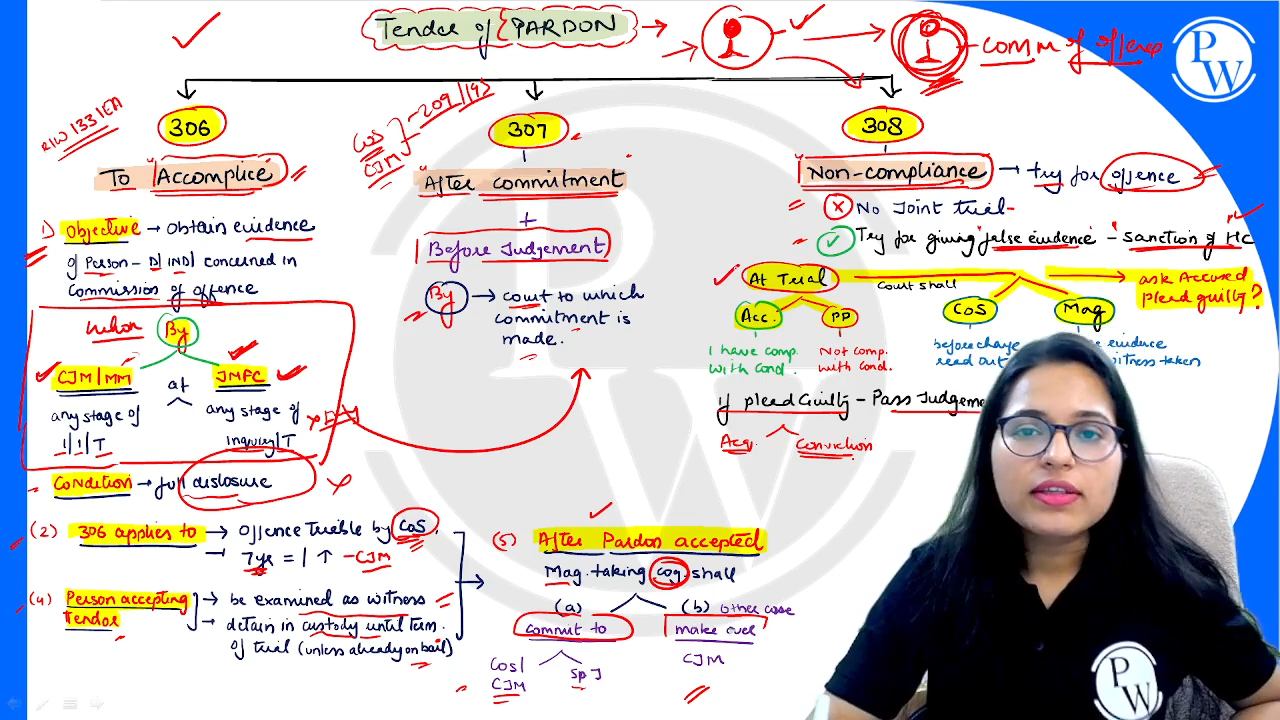 Tender of PARDON
comm of offence
PW
306
R/W 133 IEA
To Accomplice
1) Objective → obtain evidence
of Person - D/IND concerned in
Commission of offence
By
CJM/MM
at
JMFC
any stage of
I/I/T
any stage of
inquiry/T
Condition → full disclosure
(2) 306 applies to → offence triable by COS
→ 7yr = / ↑ - CJM
(4) Person accepting
Tender
→ be examined as witness
→ detain in custody until term.
of trial (unless already on bail)
COS
CJM
209/193
307
After commitment
+
Before Judgement
By → court to which
commitment is
made.
(5) After Pardon accepted
Mag. taking cog. shall
(a)
commit to
COS/
CJM
Sp J
(b) other case
make over
CJM
308
Non-compliance → try for offence
No Joint trial
Try for giving false evidence - sanction of HC
At Trial
Acc.
PP
I have comp.
with cond.
Not comp.
with cond.
court shall
COS
Mag
→ ask Accused
plead guilty?
before charge
read out
evidence
witness taken
if plead Guilty - Pass Judgeme
Acq.
Conviction
PW